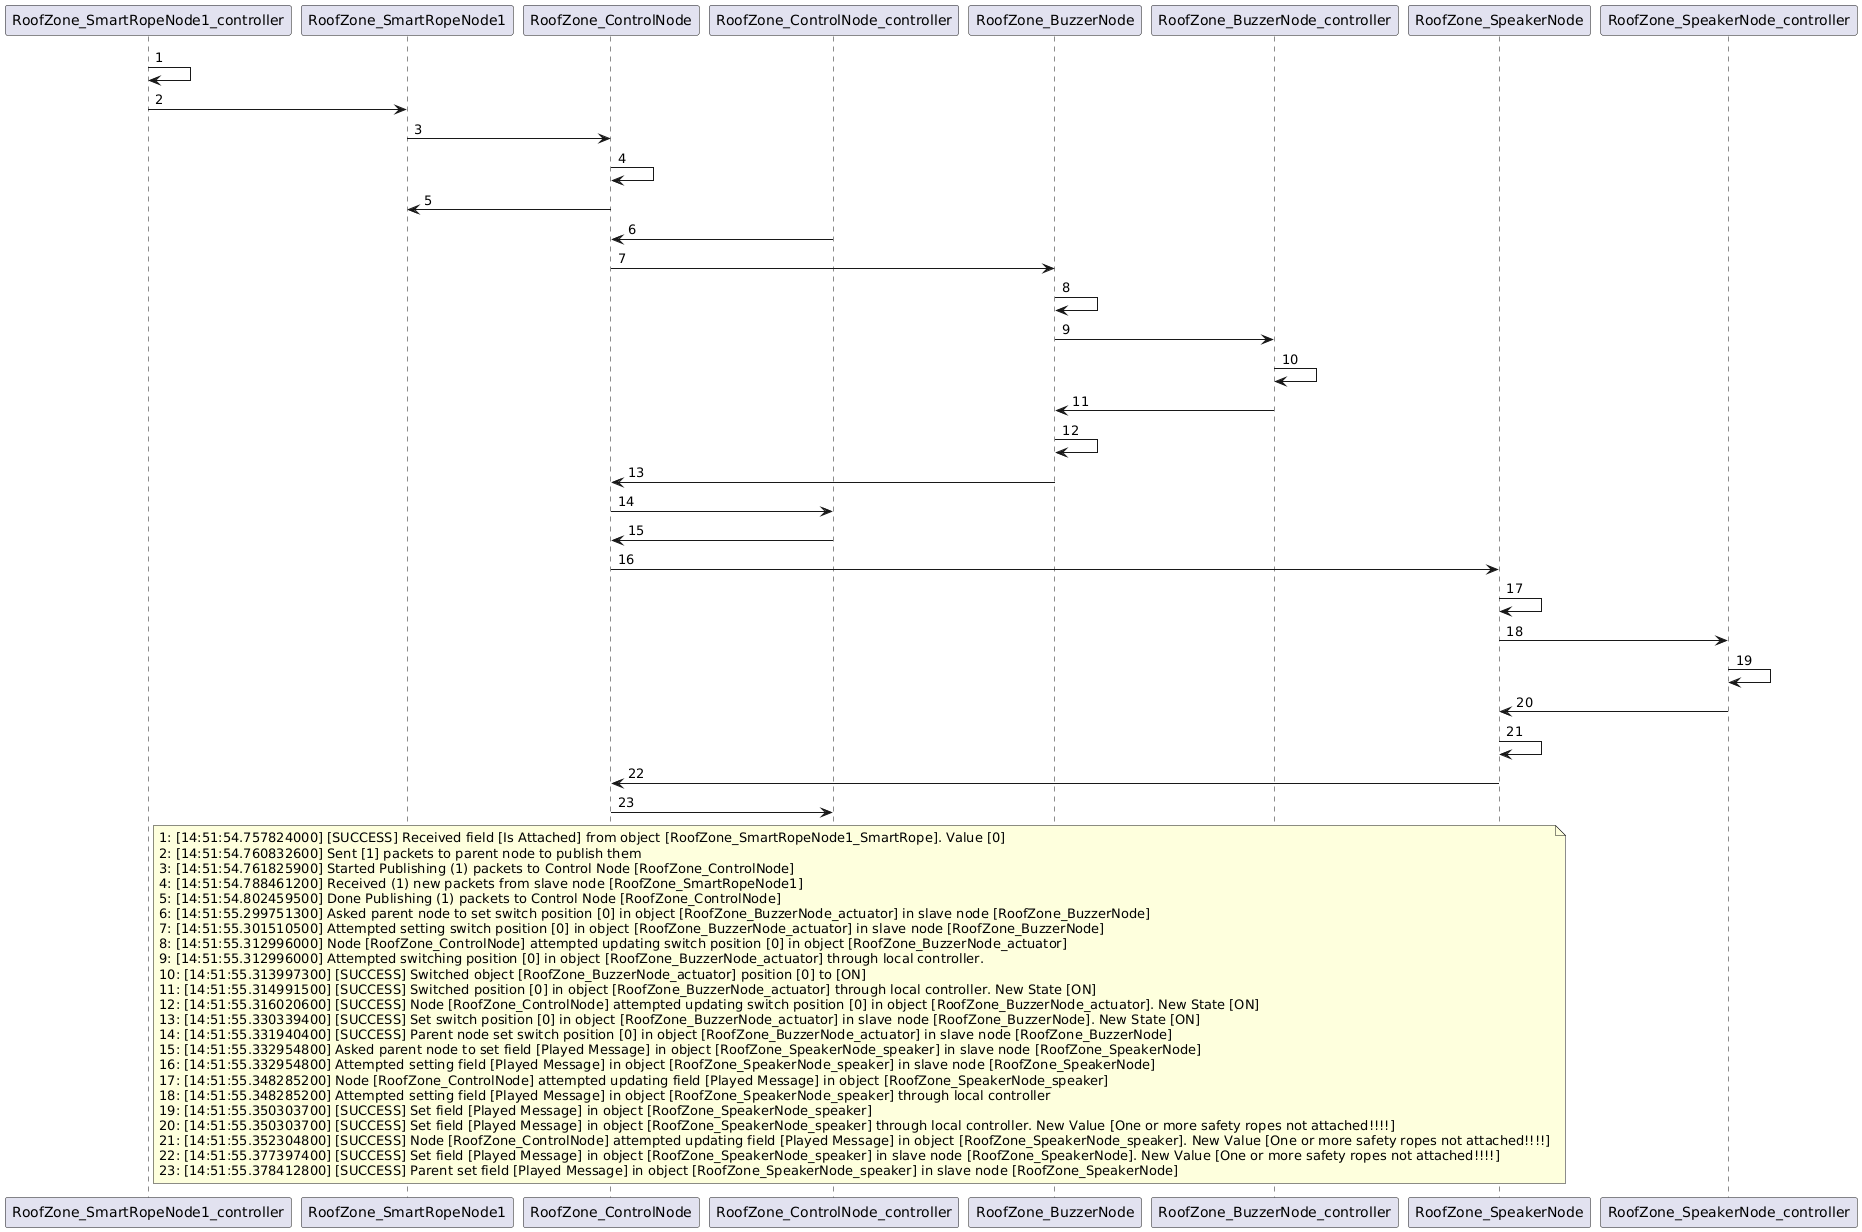 RoofZone_SmartRopeNode1_controller RoofZone_SmartRopeNode1 RoofZone_ControlNode RoofZone_ControlNode_controller RoofZone_BuzzerNode RoofZone_BuzzerNode_controller RoofZone_SpeakerNode RoofZone_SpeakerNode_controller
1
2
3
4
5
6
7
8
9
10
11
12
13
14
15
16
17
18
19
20
21
22
23
1: [14:51:54.757824000] [SUCCESS] Received field [Is Attached] from object [RoofZone_SmartRopeNode1_SmartRope]. Value [0]
2: [14:51:54.760832600] Sent [1] packets to parent node to publish them
3: [14:51:54.761825900] Started Publishing (1) packets to Control Node [RoofZone_ControlNode]
4: [14:51:54.788461200] Received (1) new packets from slave node [RoofZone_SmartRopeNode1]
5: [14:51:54.802459500] Done Publishing (1) packets to Control Node [RoofZone_ControlNode]
6: [14:51:55.299751300] Asked parent node to set switch position [0] in object [RoofZone_BuzzerNode_actuator] in slave node [RoofZone_BuzzerNode]
7: [14:51:55.301510500] Attempted setting switch position [0] in object [RoofZone_BuzzerNode_actuator] in slave node [RoofZone_BuzzerNode]
8: [14:51:55.312996000] Node [RoofZone_ControlNode] attempted updating switch position [0] in object [RoofZone_BuzzerNode_actuator]
9: [14:51:55.312996000] Attempted switching position [0] in object [RoofZone_BuzzerNode_actuator] through local controller.
10: [14:51:55.313997300] [SUCCESS] Switched object [RoofZone_BuzzerNode_actuator] position [0] to [ON]
11: [14:51:55.314991500] [SUCCESS] Switched position [0] in object [RoofZone_BuzzerNode_actuator] through local controller. New State [ON]
12: [14:51:55.316020600] [SUCCESS] Node [RoofZone_ControlNode] attempted updating switch position [0] in object [RoofZone_BuzzerNode_actuator]. New State [ON]
13: [14:51:55.330339400] [SUCCESS] Set switch position [0] in object [RoofZone_BuzzerNode_actuator] in slave node [RoofZone_BuzzerNode]. New State [ON]
14: [14:51:55.331940400] [SUCCESS] Parent node set switch position [0] in object [RoofZone_BuzzerNode_actuator] in slave node [RoofZone_BuzzerNode]
15: [14:51:55.332954800] Asked parent node to set field [Played Message] in object [RoofZone_SpeakerNode_speaker] in slave node [RoofZone_SpeakerNode]
16: [14:51:55.332954800] Attempted setting field [Played Message] in object [RoofZone_SpeakerNode_speaker] in slave node [RoofZone_SpeakerNode]
17: [14:51:55.348285200] Node [RoofZone_ControlNode] attempted updating field [Played Message] in object [RoofZone_SpeakerNode_speaker]
18: [14:51:55.348285200] Attempted setting field [Played Message] in object [RoofZone_SpeakerNode_speaker] through local controller
19: [14:51:55.350303700] [SUCCESS] Set field [Played Message] in object [RoofZone_SpeakerNode_speaker]
20: [14:51:55.350303700] [SUCCESS] Set field [Played Message] in object [RoofZone_SpeakerNode_speaker] through local controller. New Value [One or more safety ropes not attached!!!!]
21: [14:51:55.352304800] [SUCCESS] Node [RoofZone_ControlNode] attempted updating field [Played Message] in object [RoofZone_SpeakerNode_speaker]. New Value [One or more safety ropes not attached!!!!]
22: [14:51:55.377397400] [SUCCESS] Set field [Played Message] in object [RoofZone_SpeakerNode_speaker] in slave node [RoofZone_SpeakerNode]. New Value [One or more safety ropes not attached!!!!]
23: [14:51:55.378412800] [SUCCESS] Parent set field [Played Message] in object [RoofZone_SpeakerNode_speaker] in slave node [RoofZone_SpeakerNode]
RoofZone_SmartRopeNode1_controller RoofZone_SmartRopeNode1 RoofZone_ControlNode RoofZone_ControlNode_controller RoofZone_BuzzerNode RoofZone_BuzzerNode_controller RoofZone_SpeakerNode RoofZone_SpeakerNode_controller